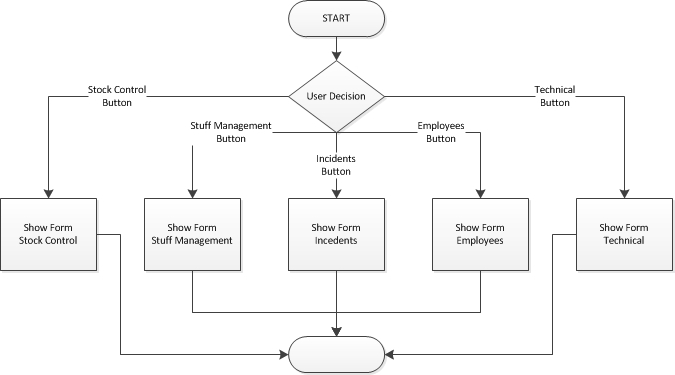 START
User Decision
Stock Control
Button
Technical
Button
Stuff Management
Button
Employees
Button
Incidents
Button
Show Form
Stock Control
Show Form
Stuff Management
Show Form
Incedents
Show Form
Employees
Show Form
Technical